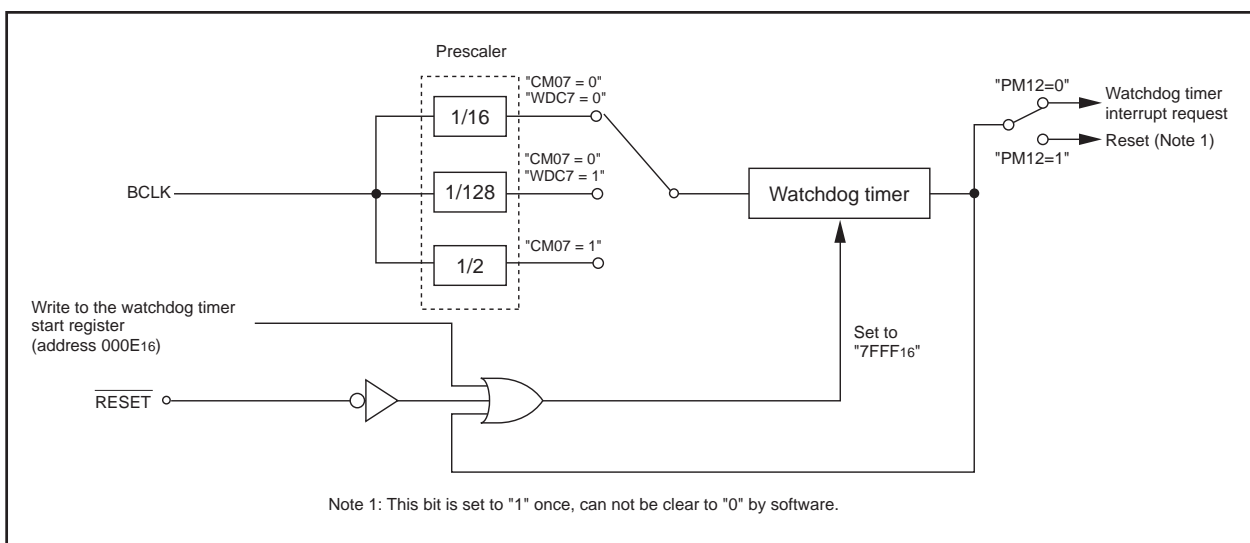 Prescaler
"CM07 = 0"
"WDC7 = 0"
1/16
"CM07 = 0"
"WDC7 = 1"
1/128
"CM07 = 1"
1/2
BCLK
Watchdog timer
"PM12=0"
Watchdog timer
interrupt request
Reset (Note 1)
"PM12=1"
Write to the watchdog timer
start register
(address 000E16)
RESET
Set to
"7FFF16"
Note 1: This bit is set to "1" once, can not be clear to "0" by software.